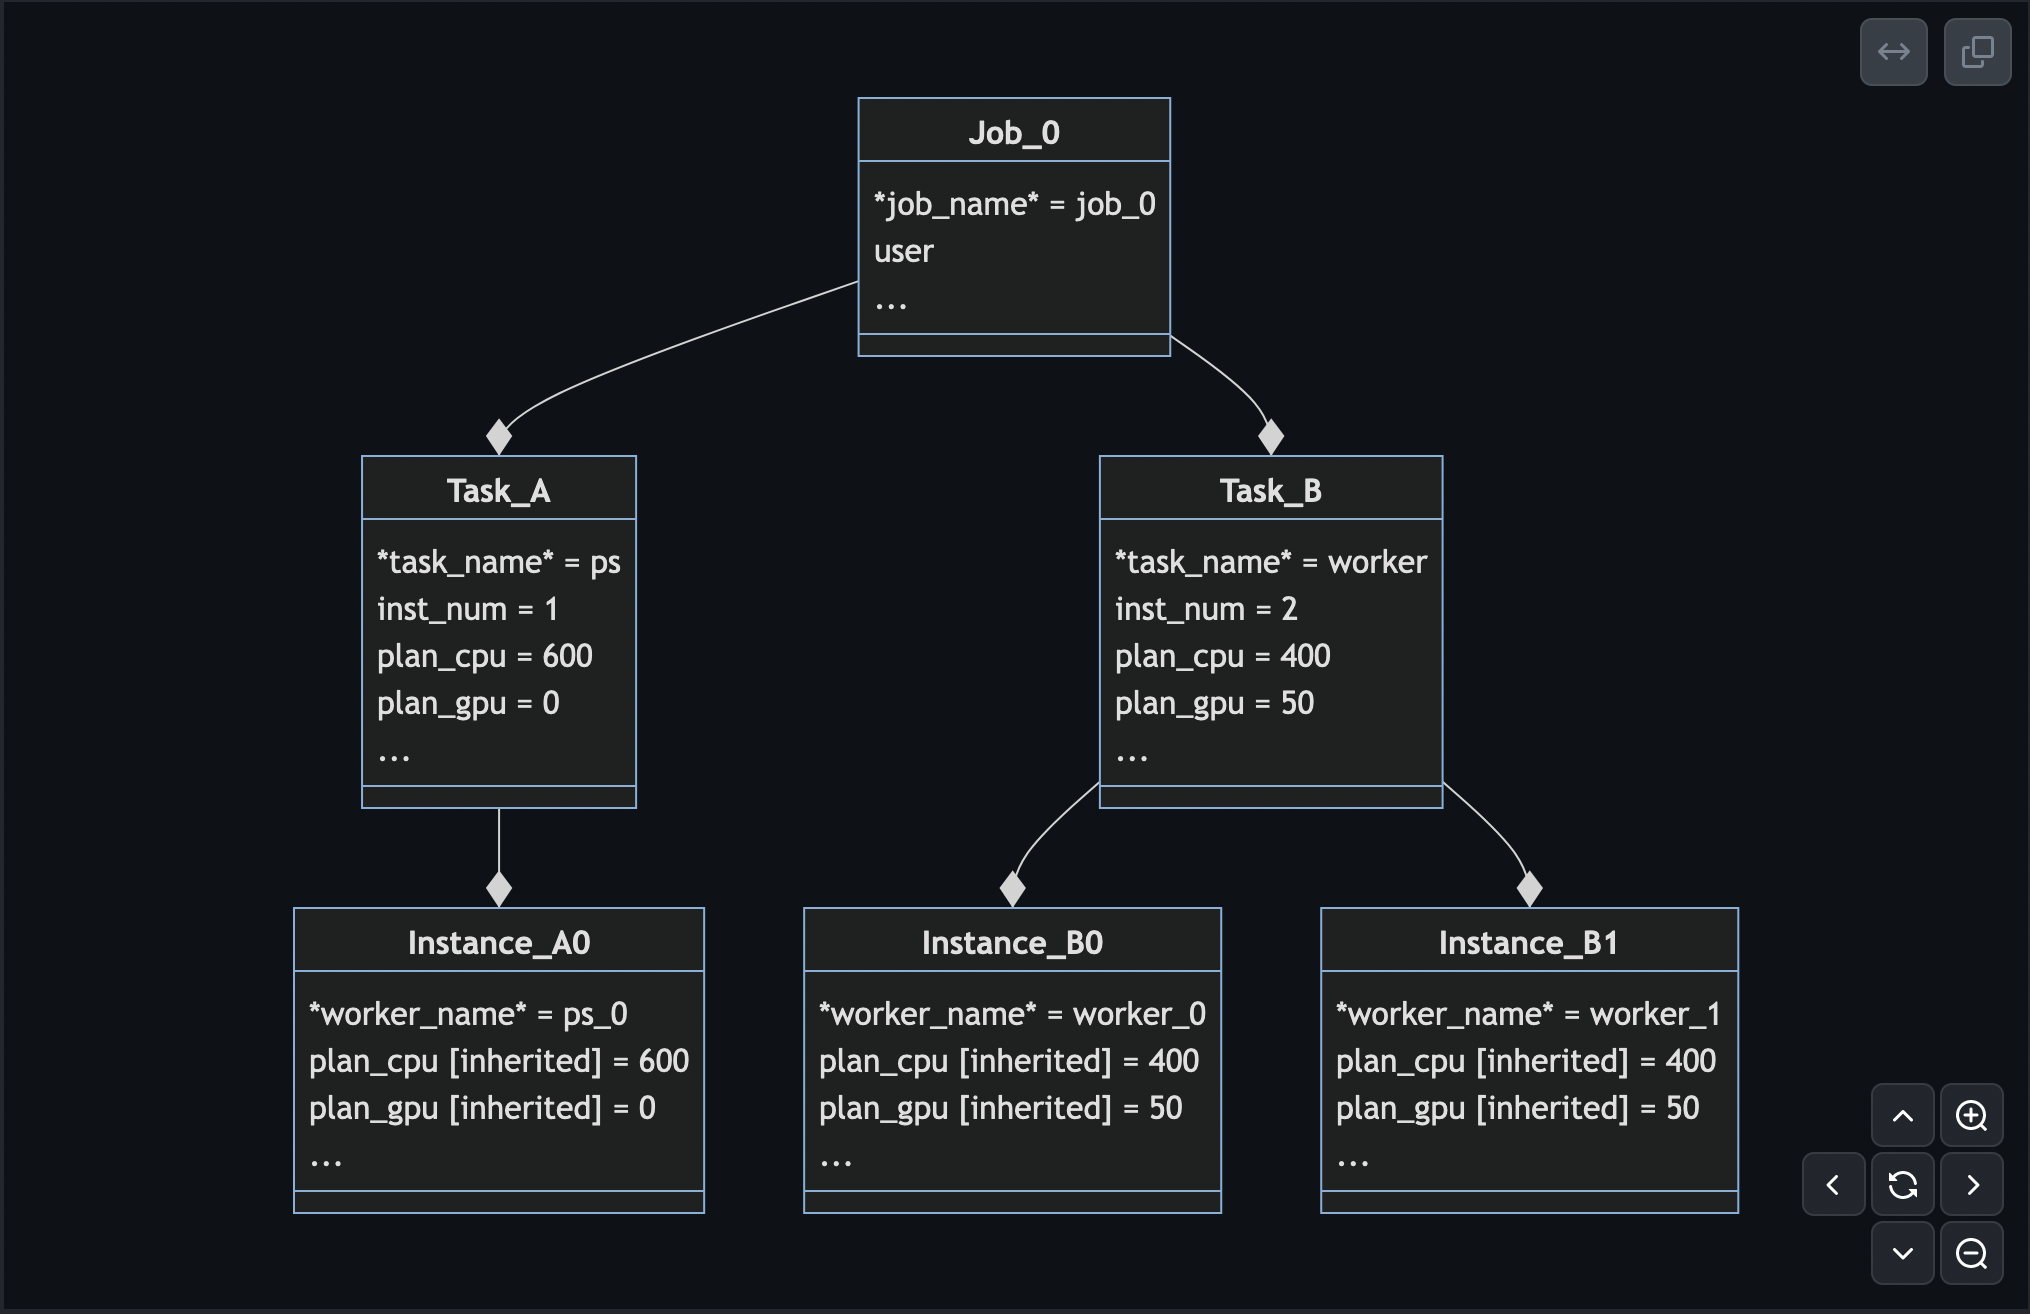 Job_0
*job_name* = job_0
user
...
Task_A
*task_name* = ps
inst_num = 1
plan_cpu = 600
plan_gpu = 0
...
Task_B
*task_name* = worker
inst_num = 2
plan_cpu = 400
plan_gpu = 50
...
Instance_A0
*worker_name* = ps_0
plan_cpu [inherited] = 600
plan_gpu [inherited] = 0
...
Instance_B0
*worker_name* = worker_0
plan_cpu [inherited] = 400
plan_gpu [inherited] = 50
...
Instance_B1
*worker_name* = worker_1
plan_cpu [inherited] = 400
plan_gpu [inherited] = 50
...